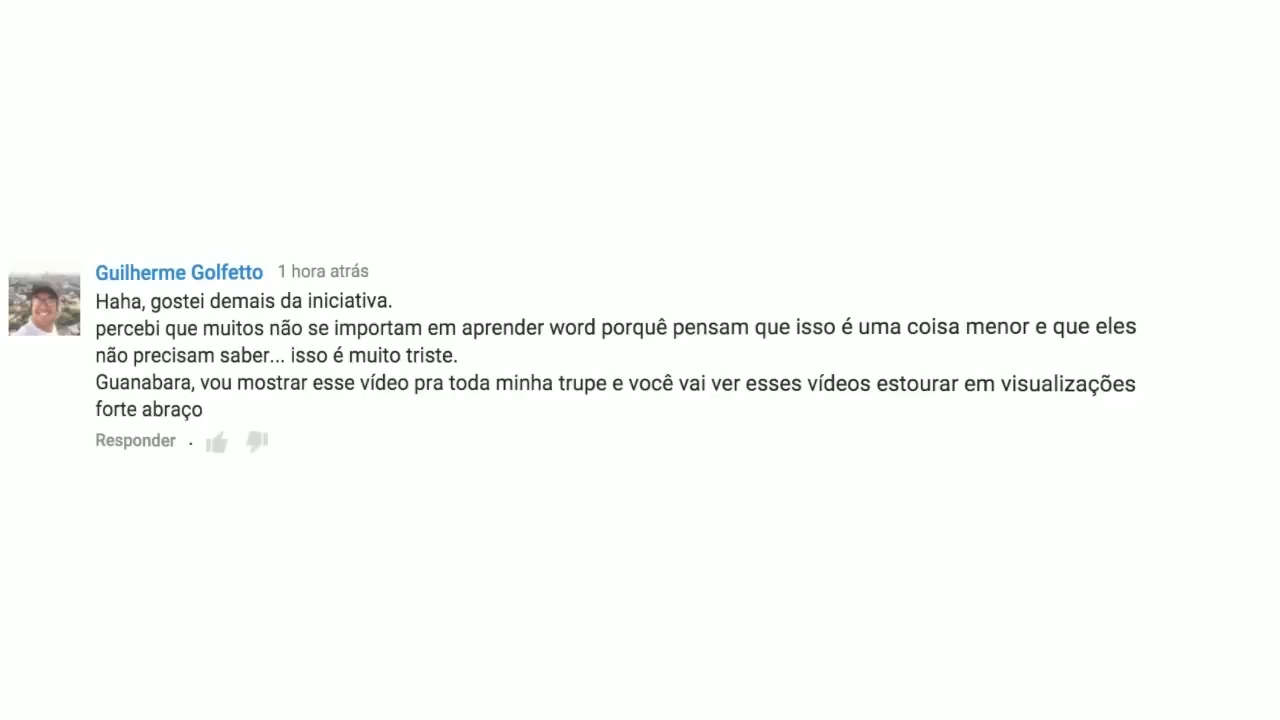 Guilherme Golfetto 1 hora atrás
Haha, gostei demais da iniciativa.
percebi que muitos não se importam em aprender word porquê pensam que isso é uma coisa menor e que eles
não precisam saber... isso é muito triste.
Guanabara, vou mostrar esse vídeo pra toda minha trupe e você vai ver esses vídeos estourar em visualizações
forte abraço
Responder .